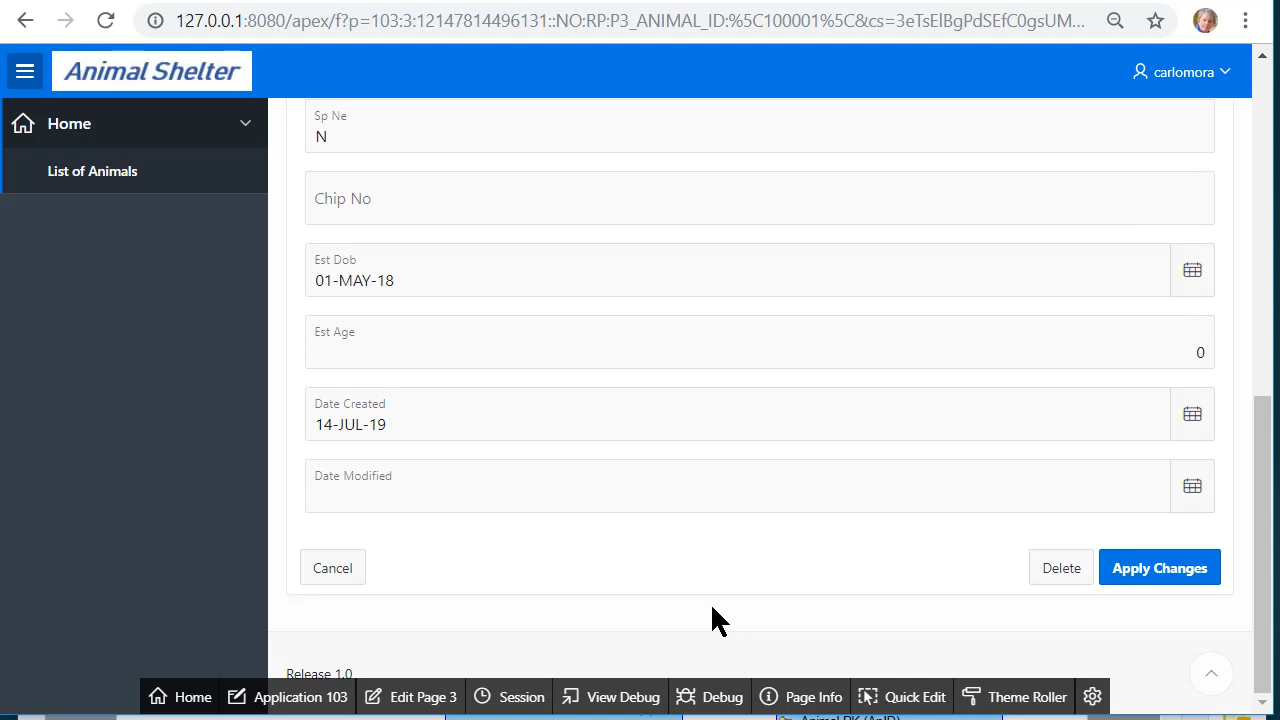 127.0.0.1:8080/apex/f?p=103:3:12147814496131::NO:RP:P3_ANIMAL_ID:%5C100001%5C&cs=3eTsElBgPdSEfC0gsUM...
Animal Shelter
carlomora
Home
List of Animals
Sp Ne
N
Chip No
Est Dob
01-MAY-18
Est Age
0
Date Created
14-JUL-19
Date Modified
Cancel
Delete
Apply Changes
Release 1.0
Home
Application 103
Edit Page 3
Session
View Debug
Debug
Page Info
Quick Edit
Theme Roller